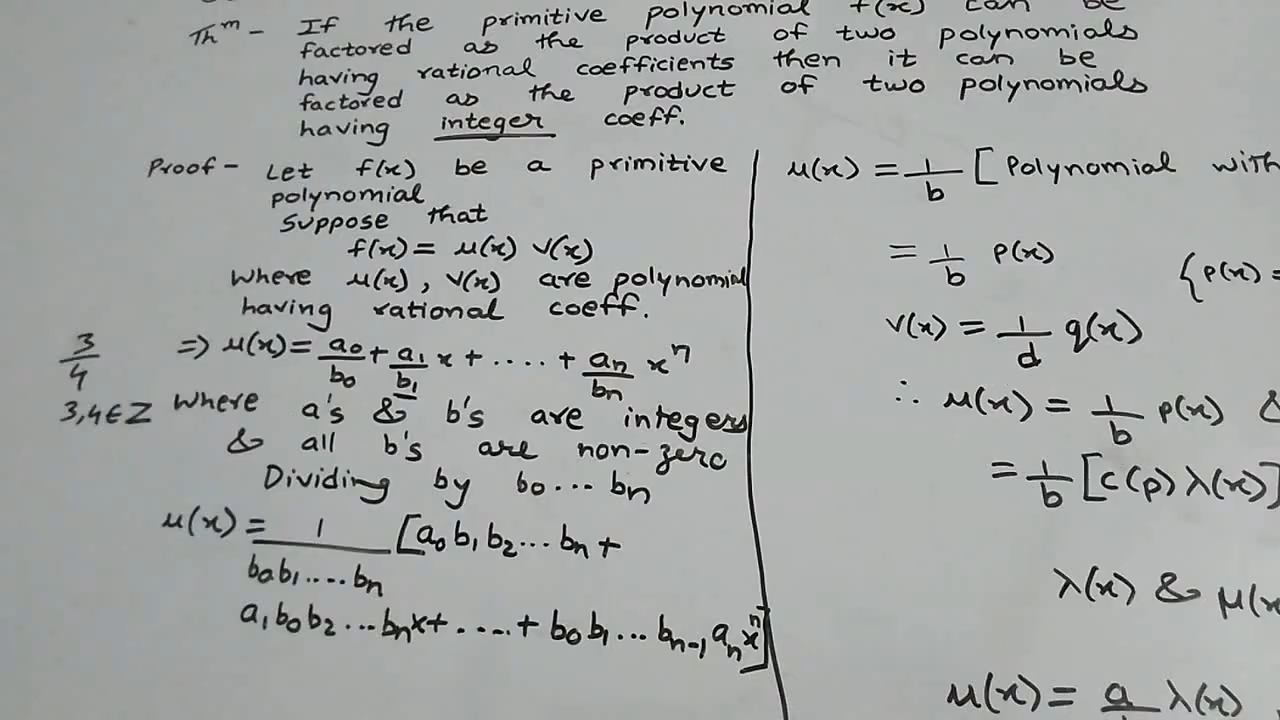 Thᵐ - If the primitive polynomial f(x) can be
factored as the product of two polynomials
having rational coefficients then it can be
factored as the product of two polynomials
having integer coeff.
Proof - Let f(x) be a primitive
polynomial
suppose that
f(x) = μ(x) v(x)
where μ(x), v(x) are polynomial
having rational coeff.
3/4
⇒ μ(x) = a₀/b₀ + a₁/b₁ x + .... + aₙ/bₙ xⁿ
3,4 ∈ Z
where a's & b's are integers
& all b's are non-zero
Dividing by b₀ ... bₙ
μ(x) = 1/(b₀b₁....bₙ) [a₀b₁b₂...bₙ +
a₁b₀b₂...bₙx + ..... + b₀b₁...bₙ₋₁aₙxⁿ]
μ(x) = 1/b [Polynomial with
= 1/b p(x) {p(x) =
v(x) = 1/d q(x)
∴ μ(x) = 1/b p(x) &
= 1/b [c(p) λ(x)]
λ(x) & μ(x
μ(x) = a/b λ(x)